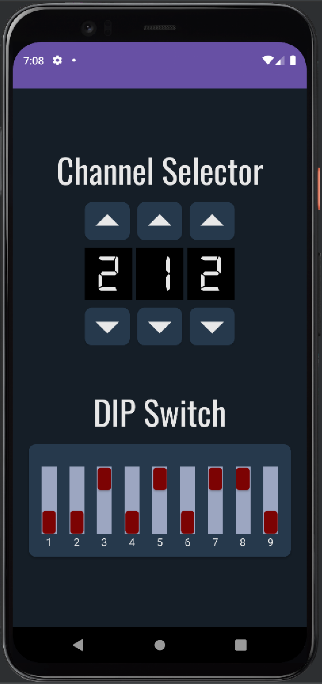 7:08
Channel Selector
2 1 2
DIP Switch
1 2 3 4 5 6 7 8 9